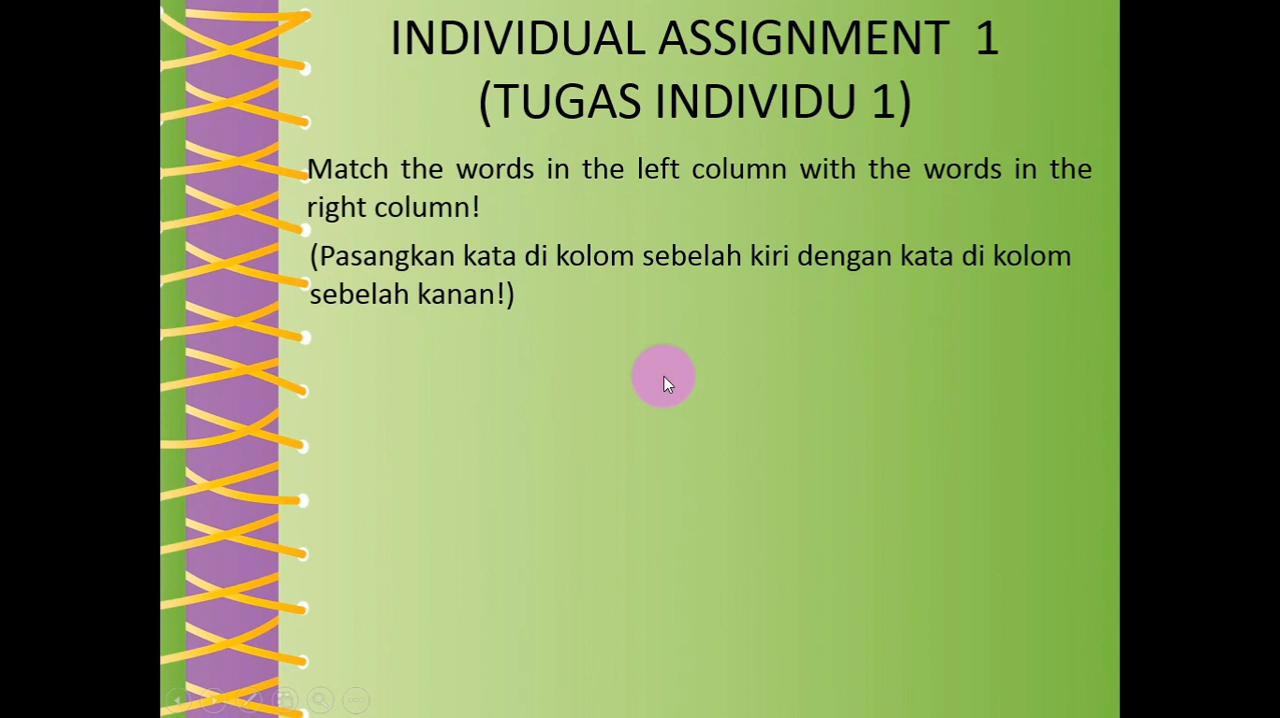 INDIVIDUAL ASSIGNMENT 1
(TUGAS INDIVIDU 1)
Match the words in the left column with the words in the
right column!
(Pasangkan kata di kolom sebelah kiri dengan kata di kolom
sebelah kanan!)